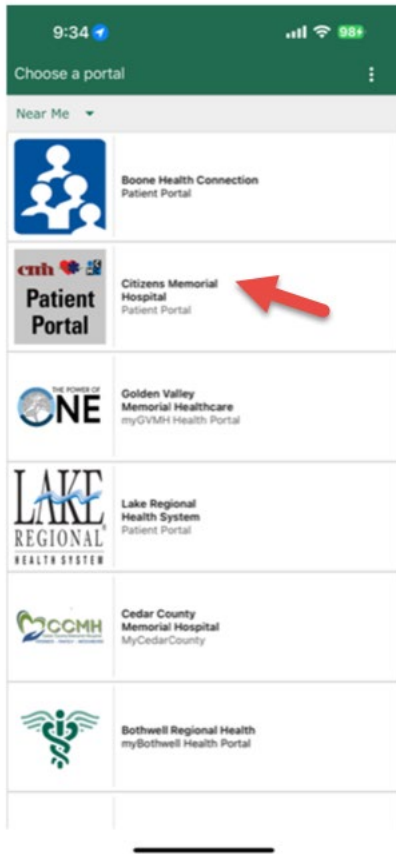 9:34
98
Choose a portal
Near Me
Boone Health Connection
Patient Portal
cmh
Patient
Portal
Citizens Memorial
Hospital
Patient Portal
THE POWER OF
ONE
Golden Valley
Memorial Healthcare
myGVMH Health Portal
LAKE
REGIONAL
HEALTH SYSTEM
Lake Regional
Health System
Patient Portal
CCMH
Cedar County
Memorial Hospital
MyCedarCounty
Bothwell Regional Health
myBothwell Health Portal